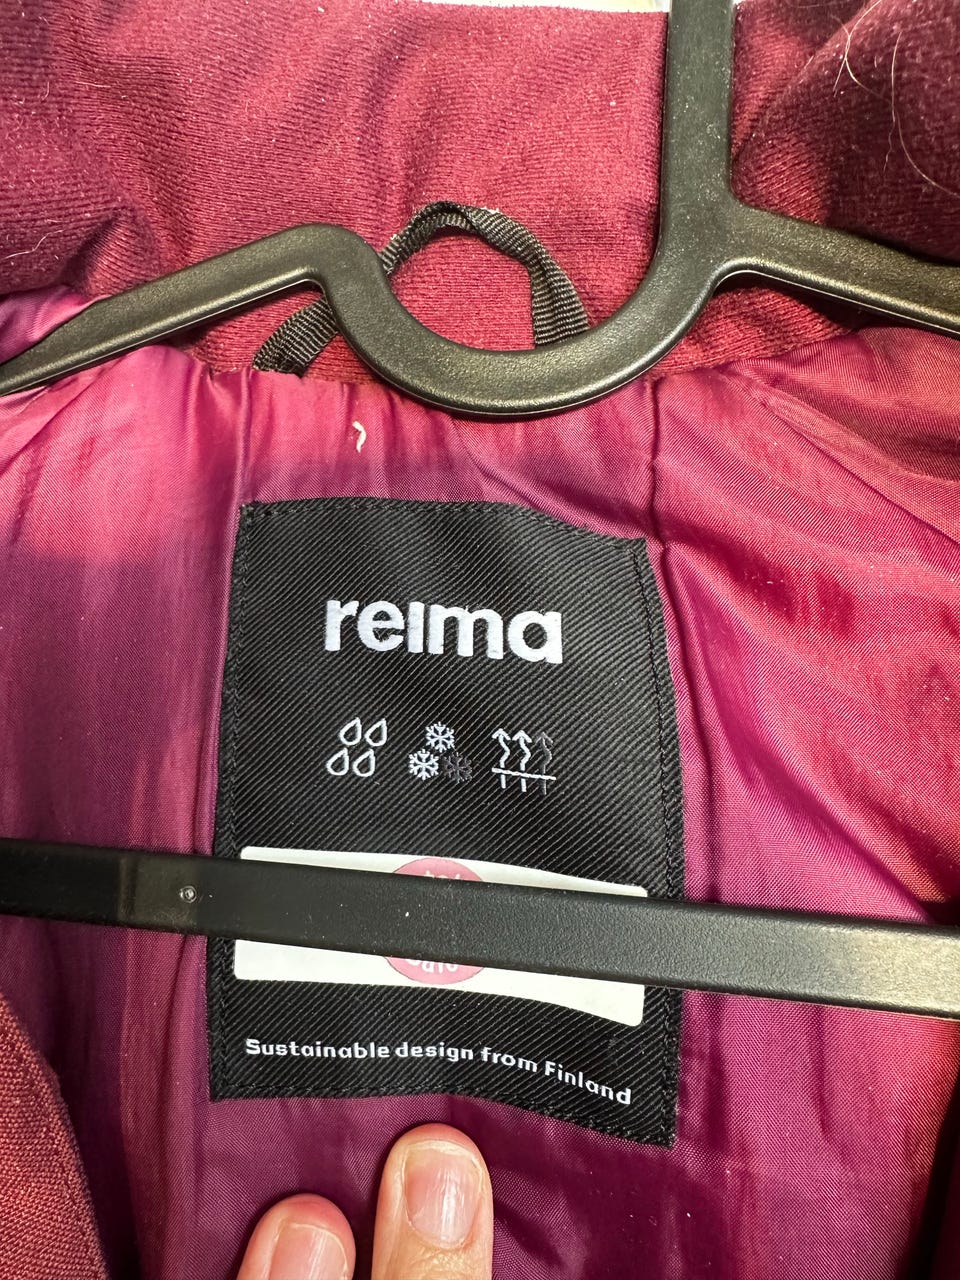 reima
Sustainable design from Finland